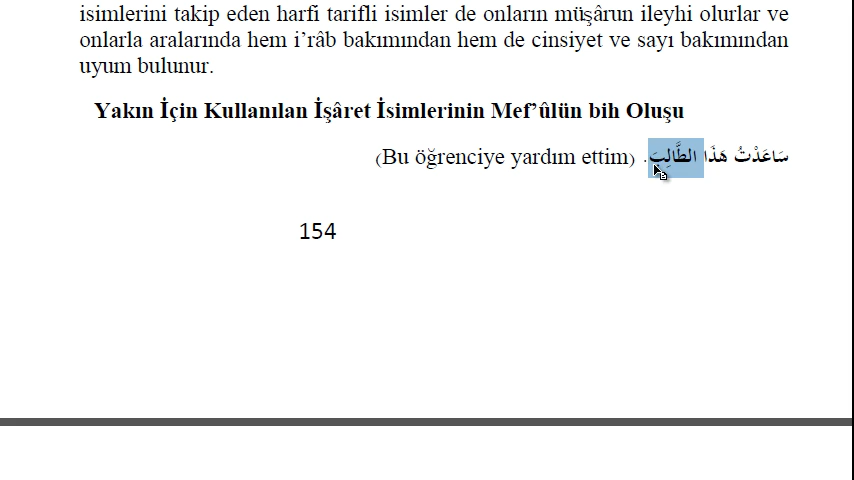 isimlerini takip eden harfi tarifli isimler de onların müşârun ileyhi olurlar ve
onlarla aralarında hem i’râb bakımından hem de cinsiyet ve sayı bakımından
uyum bulunur.
Yakın İçin Kullanılan İşâret İsimlerinin Mef’ûlün bih Oluşu
سَاعَدْتُ هَذَا الطَّالِبَ. (Bu öğrenciye yardım ettim)
154